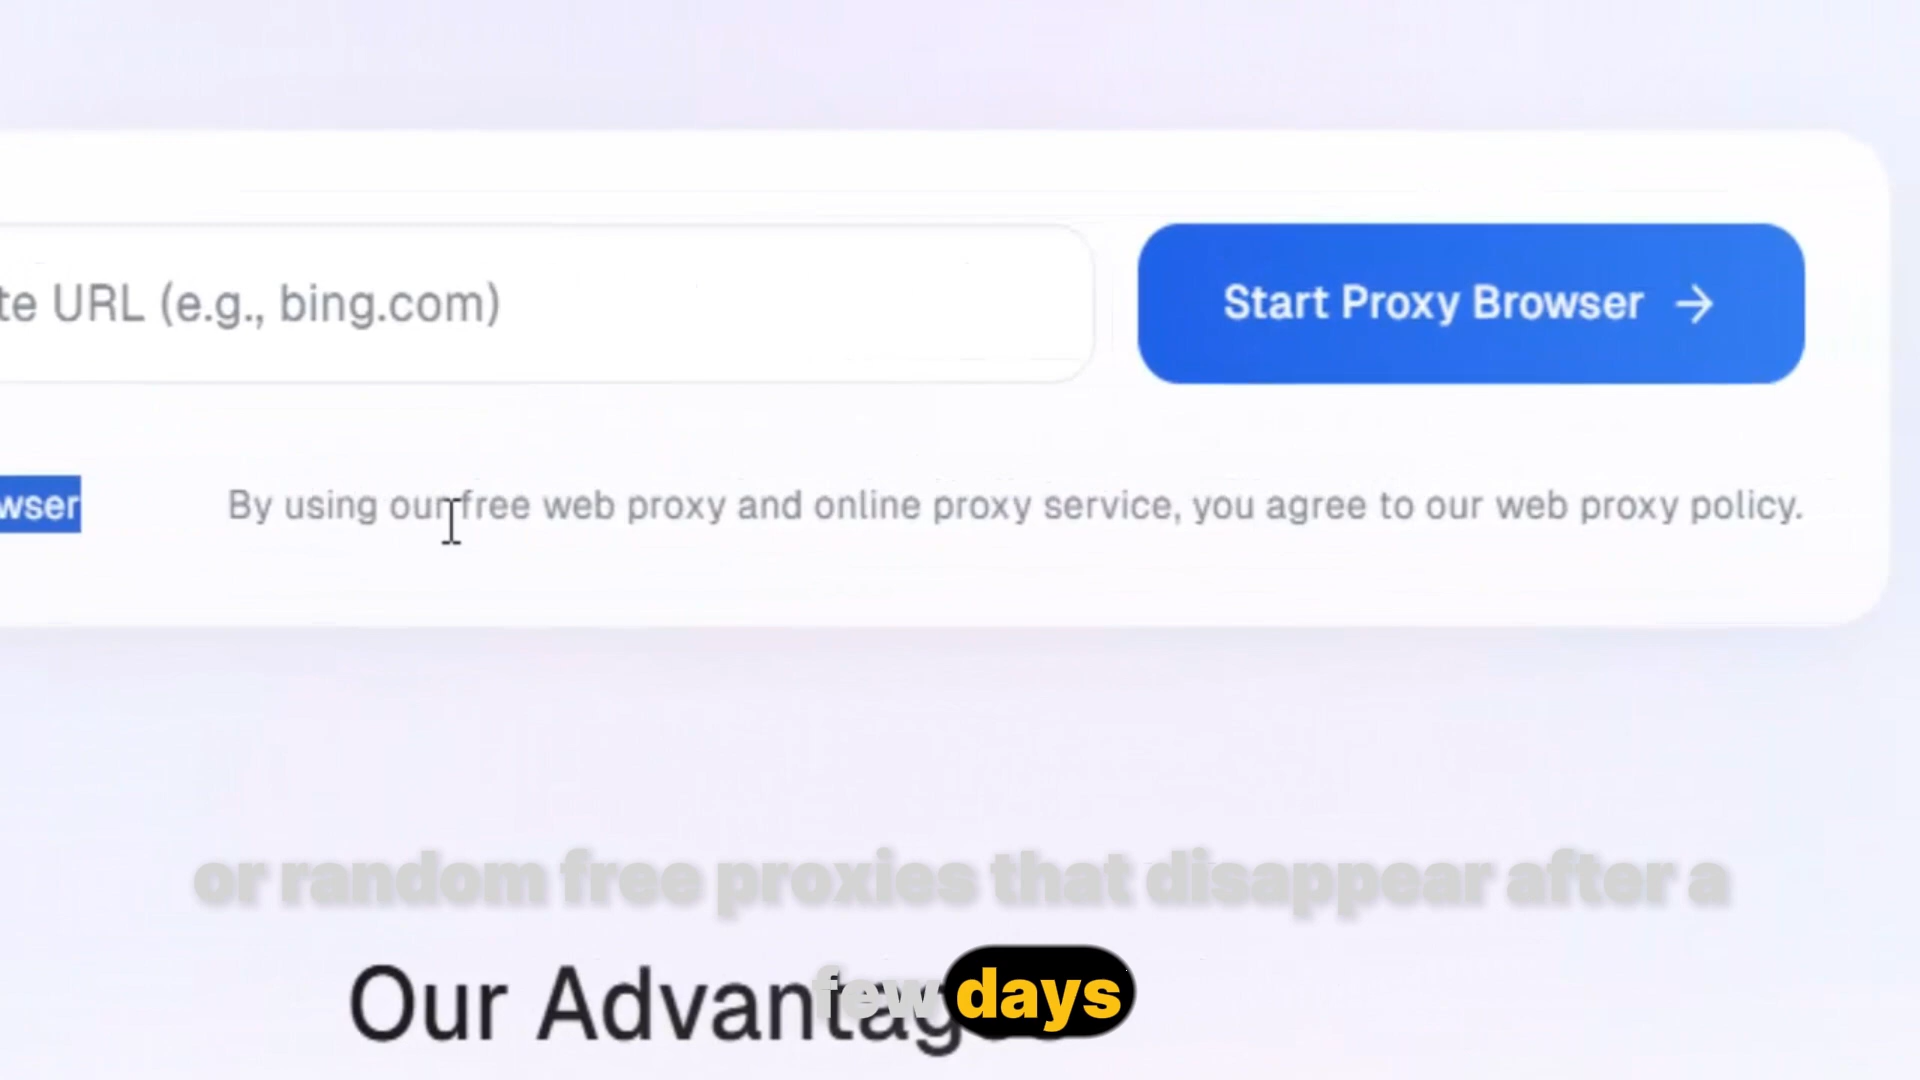 te URL (e.g., bing.com)
Start Proxy Browser →
wser
By using our free web proxy and online proxy service, you agree to our web proxy policy.
or random free proxies that disappear after a
few days
Our Advantag